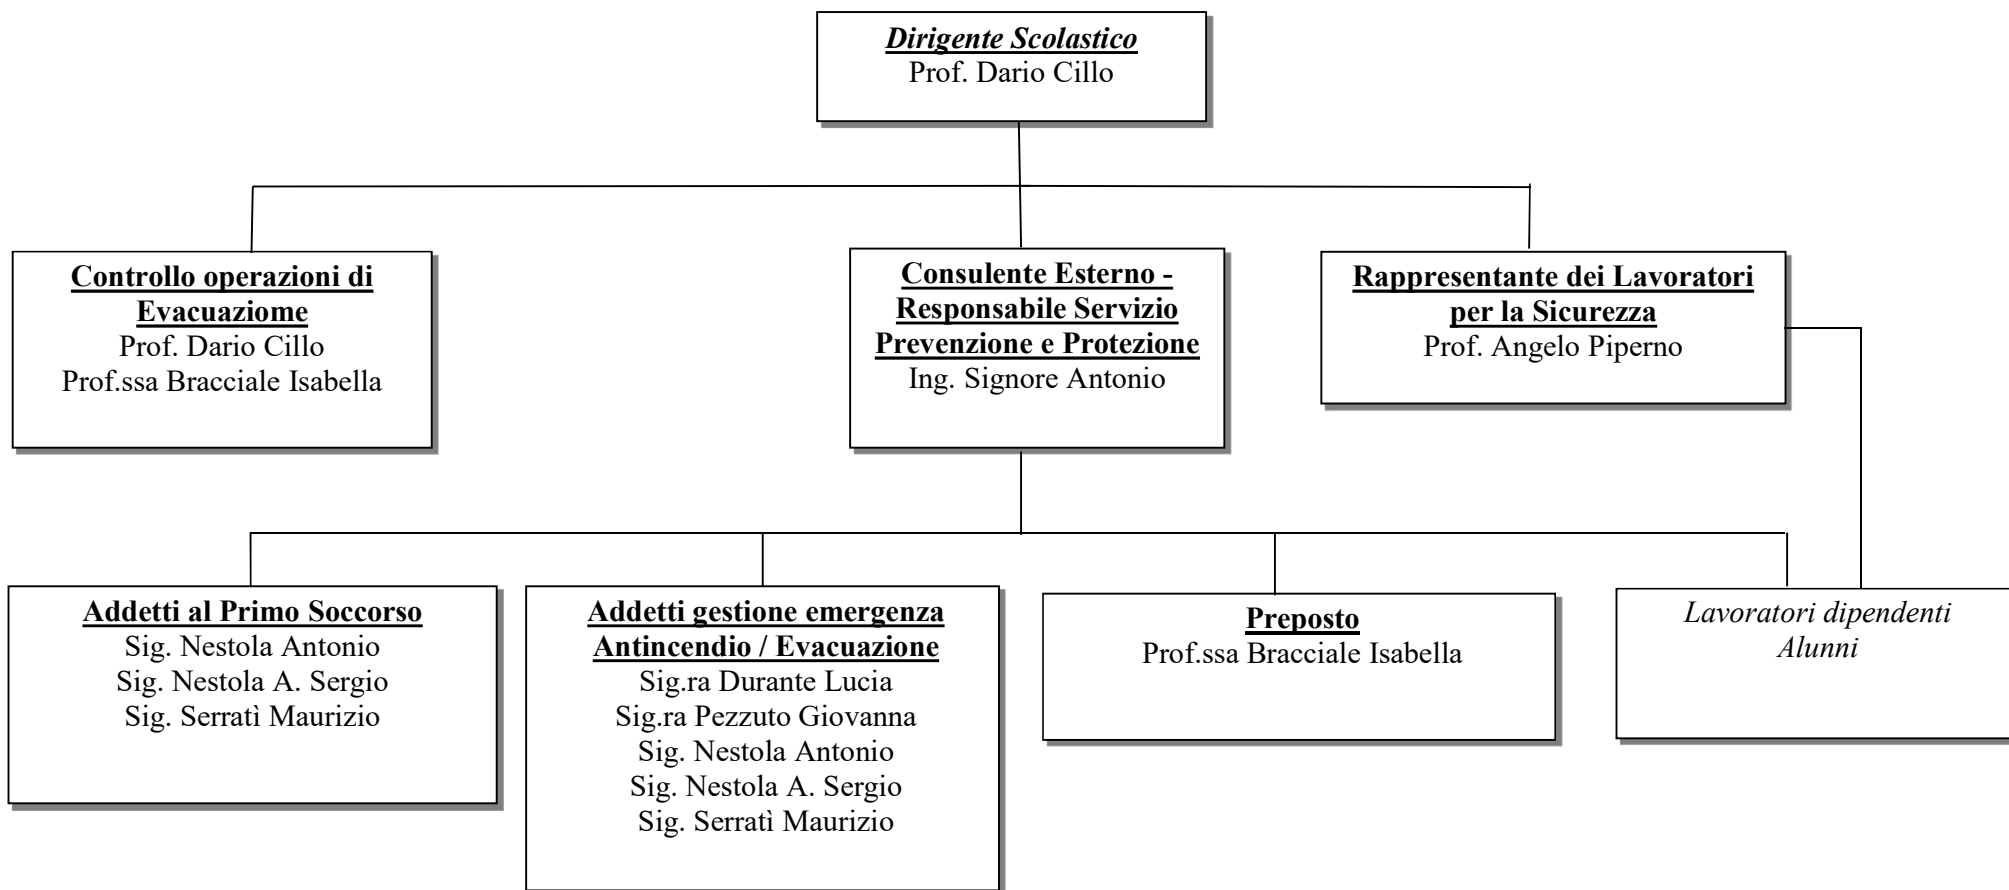 Dirigente Scolastico
Prof. Dario Cillo
Controllo operazioni di
Evacuaziome
Prof. Dario Cillo
Prof.ssa Bracciale Isabella
Consulente Esterno -
Responsabile Servizio
Prevenzione e Protezione
Ing. Signore Antonio
Rappresentante dei Lavoratori
per la Sicurezza
Prof. Angelo Piperno
Addetti al Primo Soccorso
Sig. Nestola Antonio
Sig. Nestola A. Sergio
Sig. Serratì Maurizio
Addetti gestione emergenza
Antincendio / Evacuazione
Sig.ra Durante Lucia
Sig.ra Pezzuto Giovanna
Sig. Nestola Antonio
Sig. Nestola A. Sergio
Sig. Serratì Maurizio
Preposto
Prof.ssa Bracciale Isabella
Lavoratori dipendenti
Alunni